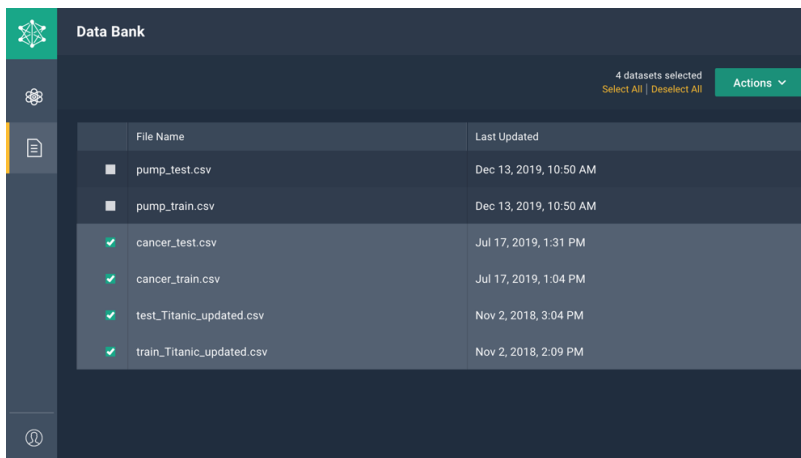 Data Bank
4 datasets selected
Select All | Deselect All
Actions
File Name Last Updated
pump_test.csv Dec 13, 2019, 10:50 AM
pump_train.csv Dec 13, 2019, 10:50 AM
cancer_test.csv Jul 17, 2019, 1:31 PM
cancer_train.csv Jul 17, 2019, 1:04 PM
test_Titanic_updated.csv Nov 2, 2018, 3:04 PM
train_Titanic_updated.csv Nov 2, 2018, 2:09 PM